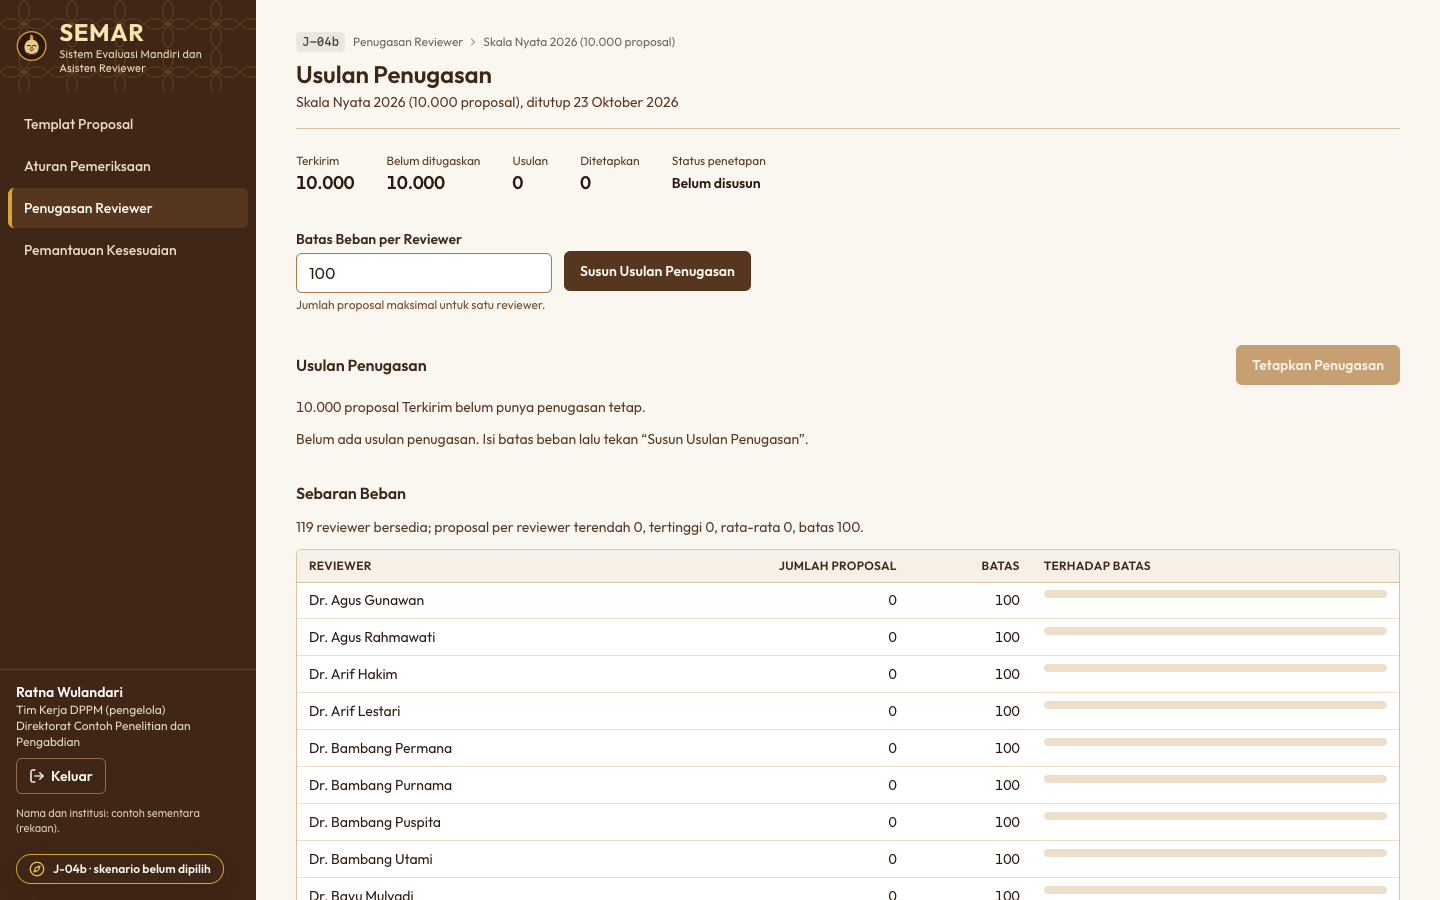 SEMAR
Sistem Evaluasi Mandiri dan
Asisten Reviewer
Templat Proposal
Aturan Pemeriksaan
Penugasan Reviewer
Pemantauan Kesesuaian
Ratna Wulandari
Tim Kerja DPPM (pengelola)
Direktorat Contoh Penelitian dan
Pengabdian
Keluar
Nama dan institusi: contoh sementara
(rekaan).
J-04b · skenario belum dipilih
J-04b Penugasan Reviewer > Skala Nyata 2026 (10.000 proposal)
Usulan Penugasan
Skala Nyata 2026 (10.000 proposal), ditutup 23 Oktober 2026
Terkirim Belum ditugaskan Usulan Ditetapkan Status penetapan
10.000 10.000 0 0 Belum disusun
Batas Beban per Reviewer
100 Susun Usulan Penugasan
Jumlah proposal maksimal untuk satu reviewer.
Usulan Penugasan Tetapkan Penugasan
10.000 proposal Terkirim belum punya penugasan tetap.
Belum ada usulan penugasan. Isi batas beban lalu tekan “Susun Usulan Penugasan”.
Sebaran Beban
119 reviewer bersedia; proposal per reviewer terendah 0, tertinggi 0, rata-rata 0, batas 100.
REVIEWER JUMLAH PROPOSAL BATAS TERHADAP BATAS
Dr. Agus Gunawan 0 100
Dr. Agus Rahmawati 0 100
Dr. Arif Hakim 0 100
Dr. Arif Lestari 0 100
Dr. Bambang Permana 0 100
Dr. Bambang Purnama 0 100
Dr. Bambang Puspita 0 100
Dr. Bambang Utami 0 100
Dr. Bayu Mulyadi 0 100